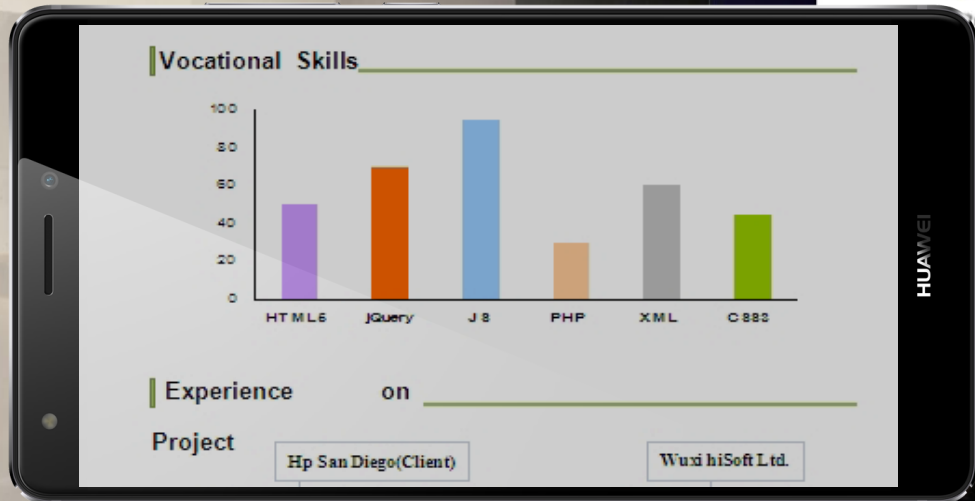 Vocational Skills
100
80
60
40
20
0
HTML5 jQuery JS PHP XML CSS3
Experience on
Project
Hp San Diego(Client) Wuxi hiSoft Ltd.
HUAWEI